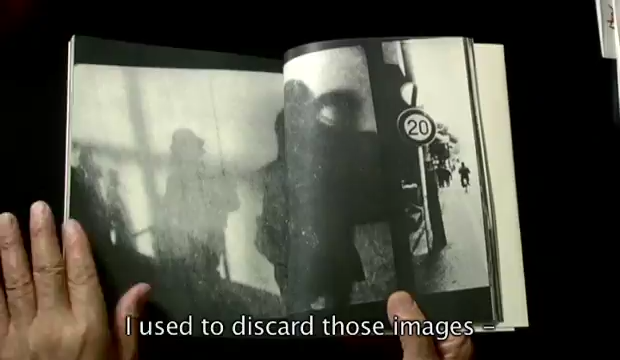 20
I used to discard those images –